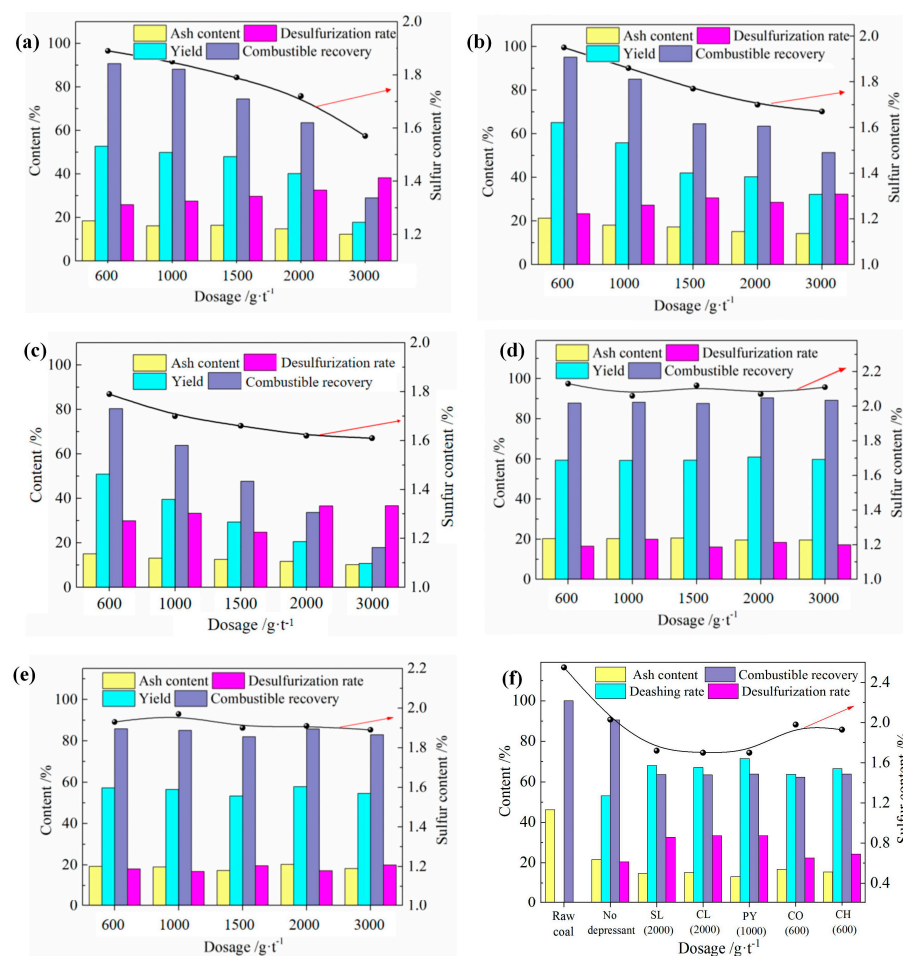 (a)
Ash content Desulfurization rate
Yield Combustible recovery
Content /%
0
20
40
60
80
100
600 1000 1500 2000 3000
Dosage /g·t⁻¹
1.2
1.4
1.6
1.8
2.0
Sulfur content /%
(b)
Ash content Desulfurization rate
Yield Combustible recovery
Content /%
0
20
40
60
80
100
600 1000 1500 2000 3000
Dosage /g·t⁻¹
1.0
1.2
1.4
1.6
1.8
2.0
Sulfur content /%
(c)
Ash content Desulfurization rate
Yield Combustible recovery
Content /%
0
20
40
60
80
100
600 1000 1500 2000 3000
Dosage /g·t⁻¹
1.0
1.2
1.4
1.6
1.8
2.0
Sunfur content /%
(d)
Ash content Desulfurization rate
Yield Combustible recovery
Content /%
0
20
40
60
80
100
600 1000 1500 2000 3000
Dosage /g·t⁻¹
1.0
1.2
1.4
1.6
1.8
2.0
2.2
Sulfur content /%
(e)
Ash content Desulfurization rate
Yield Combustible recovery
Content /%
0
20
40
60
80
100
600 1000 1500 2000 3000
Dosage /g·t⁻¹
1.0
1.2
1.4
1.6
1.8
2.0
2.2
Sulfur content /%
(f)
Ash content Combustible recovery
Deashing rate Desulfurization rate
Content /%
0
20
40
60
80
100
Raw No SL CL PY CO CH
coal depressant (2000) (2000) (1000) (600) (600)
Dosage /g·t⁻¹
0.4
0.8
1.2
1.6
2.0
2.4
Sulfur content /%